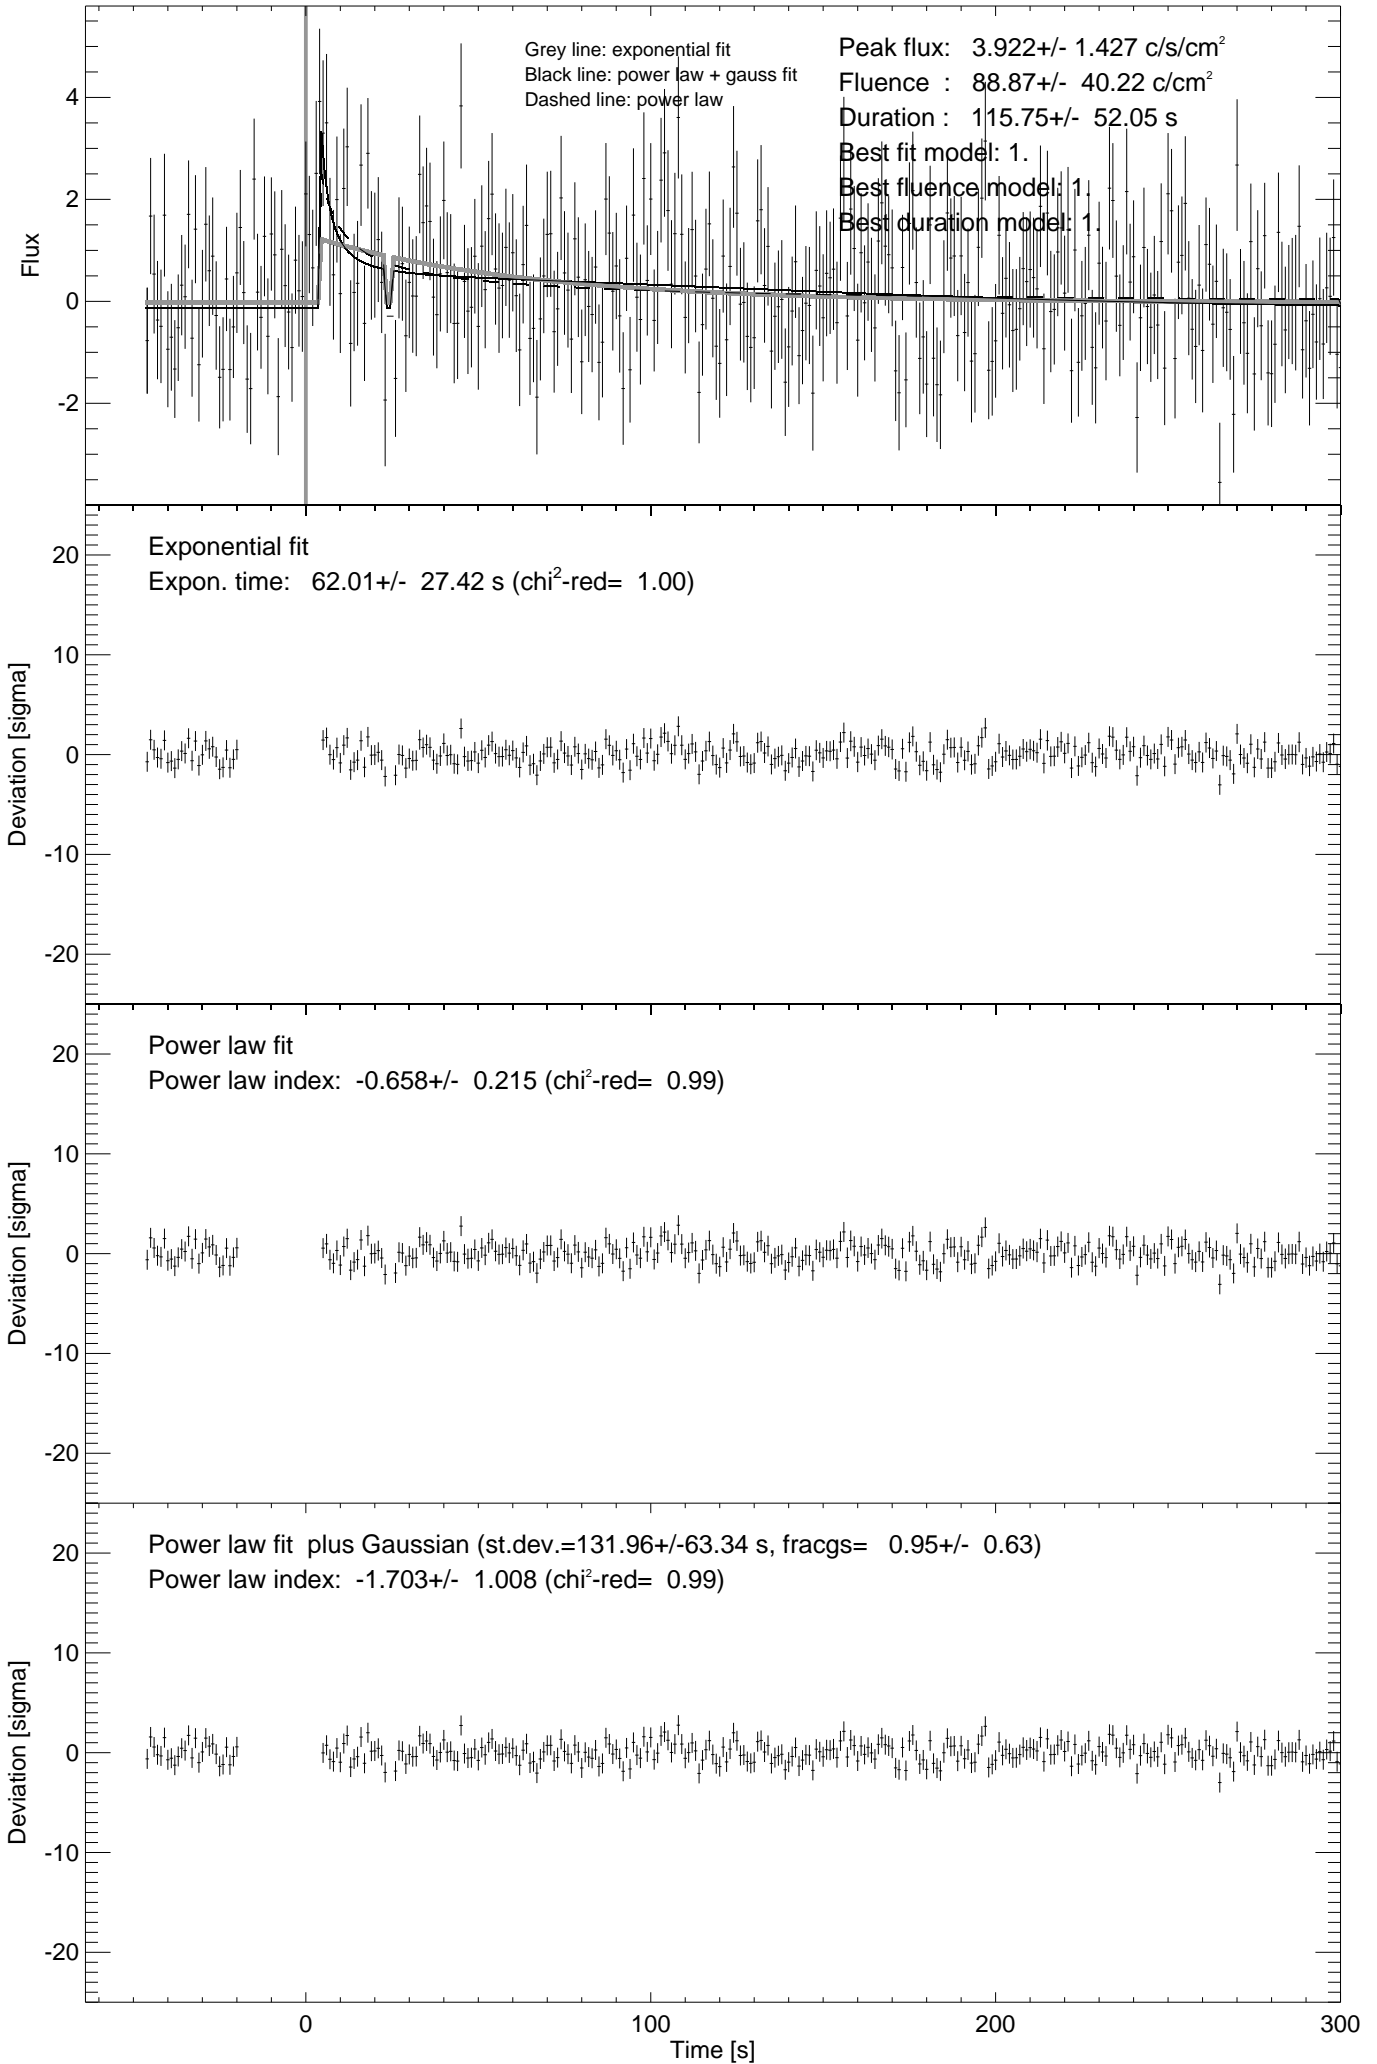 Grey line: exponential fit
Black line: power law + gauss fit
Dashed line: power law
Peak flux: 3.922+/- 1.427 c/s/cm²
Fluence : 88.87+/- 40.22 c/cm²
Duration : 115.75+/- 52.05 s
Best fit model: 1.
Best fluence model: 1.
Best duration model: 1.
4
2
0
-2
Flux
Exponential fit
Expon. time: 62.01+/- 27.42 s (chi²-red= 1.00)
20
10
0
-10
-20
Deviation [sigma]
Power law fit
Power law index: -0.658+/- 0.215 (chi²-red= 0.99)
20
10
0
-10
-20
Deviation [sigma]
Power law fit plus Gaussian (st.dev.=131.96+/-63.34 s, fracgs= 0.95+/- 0.63)
Power law index: -1.703+/- 1.008 (chi²-red= 0.99)
20
10
0
-10
-20
Deviation [sigma]
0 100 200 300
Time [s]